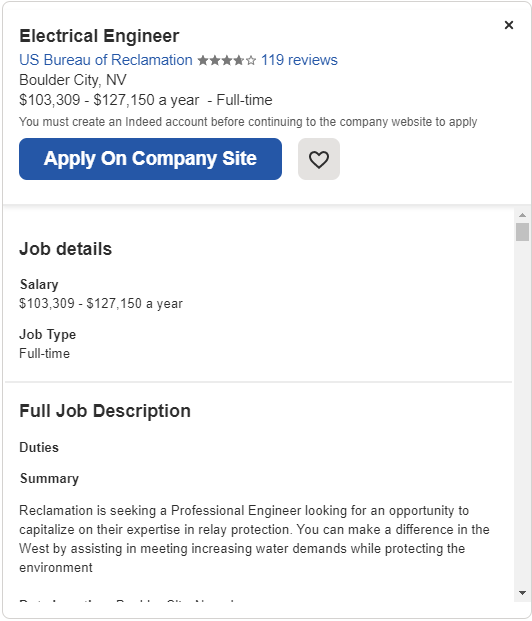 Electrical Engineer
US Bureau of Reclamation 119 reviews
Boulder City, NV
$103,309 - $127,150 a year - Full-time
You must create an Indeed account before continuing to the company website to apply
Apply On Company Site
Job details
Salary
$103,309 - $127,150 a year
Job Type
Full-time
Full Job Description
Duties
Summary
Reclamation is seeking a Professional Engineer looking for an opportunity to
capitalize on their expertise in relay protection. You can make a difference in the
West by assisting in meeting increasing water demands while protecting the
environment